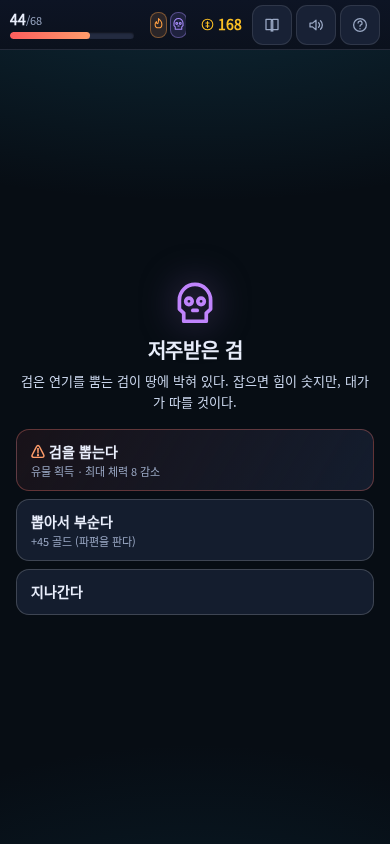 44/68
168
저주받은 검
검은 연기를 뿜는 검이 땅에 박혀 있다. 잡으면 힘이 솟지만, 대가
가 따를 것이다.
검을 뽑는다
유물 획득 · 최대 체력 8 감소
뽑아서 부순다
+45 골드 (파편을 판다)
지나간다